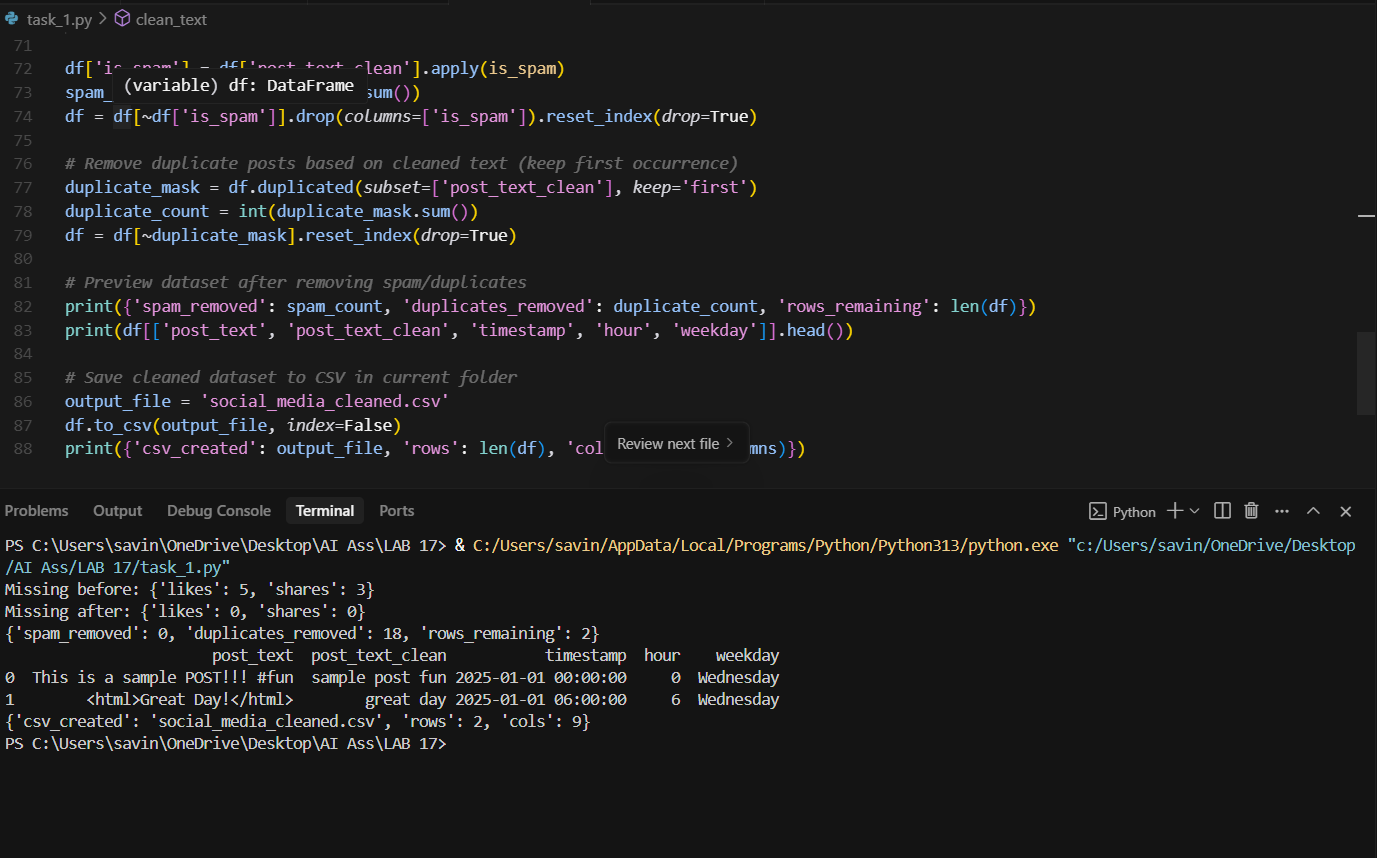 task_1.py > clean_text
71
72 df['is_spam'] = df['post_text_clean'].apply(is_spam)
(variable) df: DataFrame
73 spam_ sum())
74 df = df[~df['is_spam']].drop(columns=['is_spam']).reset_index(drop=True)
75
76 # Remove duplicate posts based on cleaned text (keep first occurrence)
77 duplicate_mask = df.duplicated(subset=['post_text_clean'], keep='first')
78 duplicate_count = int(duplicate_mask.sum())
79 df = df[~duplicate_mask].reset_index(drop=True)
80
81 # Preview dataset after removing spam/duplicates
82 print({'spam_removed': spam_count, 'duplicates_removed': duplicate_count, 'rows_remaining': len(df)})
83 print(df[['post_text', 'post_text_clean', 'timestamp', 'hour', 'weekday']].head())
84
85 # Save cleaned dataset to CSV in current folder
86 output_file = 'social_media_cleaned.csv'
87 df.to_csv(output_file, index=False)
Review next file >
88 print({'csv_created': output_file, 'rows': len(df), 'col mns)})
Problems Output Debug Console Terminal Ports Python
PS C:\Users\savin\OneDrive\Desktop\AI Ass\LAB 17> & C:/Users/savin/AppData/Local/Programs/Python/Python313/python.exe "c:/Users/savin/OneDrive/Desktop
/AI Ass/LAB 17/task_1.py"
Missing before: {'likes': 5, 'shares': 3}
Missing after: {'likes': 0, 'shares': 0}
{'spam_removed': 0, 'duplicates_removed': 18, 'rows_remaining': 2}
post_text post_text_clean timestamp hour weekday
0 This is a sample POST!!! #fun sample post fun 2025-01-01 00:00:00 0 Wednesday
1 <html>Great Day!</html> great day 2025-01-01 06:00:00 6 Wednesday
{'csv_created': 'social_media_cleaned.csv', 'rows': 2, 'cols': 9}
PS C:\Users\savin\OneDrive\Desktop\AI Ass\LAB 17>